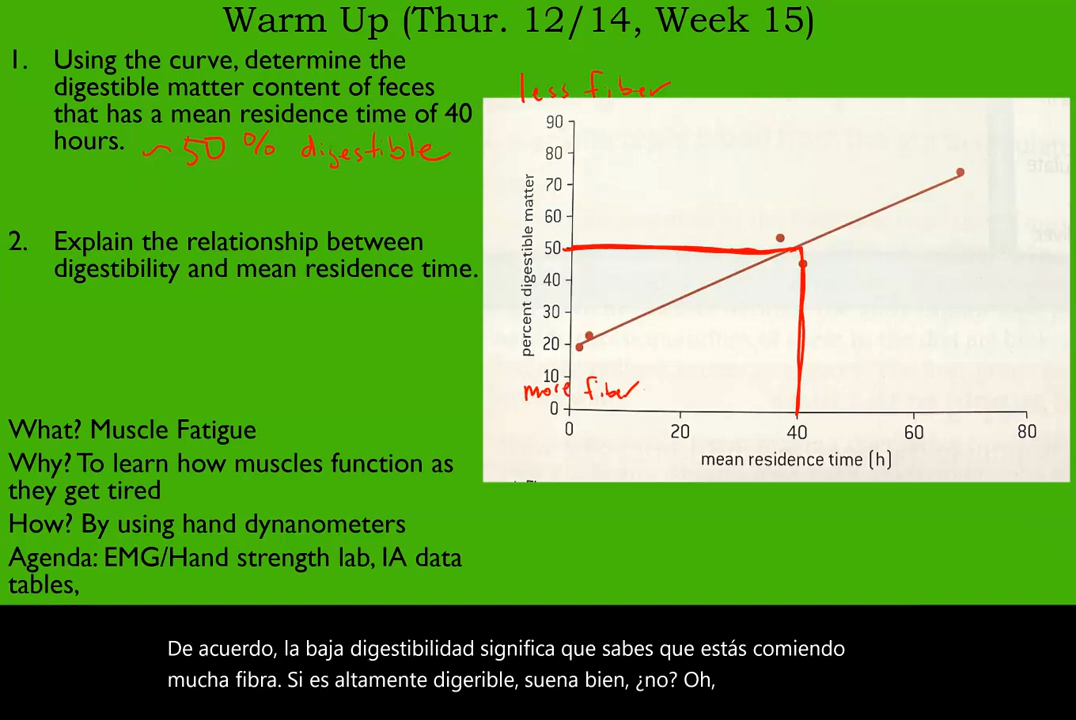 Warm Up (Thur. 12/14, Week 15)
1. Using the curve, determine the
digestible matter content of feces
that has a mean residence time of 40
hours. ~ 50 % digestible
2. Explain the relationship between
digestibility and mean residence time.
What? Muscle Fatigue
Why? To learn how muscles function as
they get tired
How? By using hand dynanometers
Agenda: EMG/Hand strength lab, IA data
tables,
less fiber
percent digestible matter
90
80
70
60
50
40
30
20
10
more fiber
0
0 20 40 60 80
mean residence time (h)
De acuerdo, la baja digestibilidad significa que sabes que estás comiendo
mucha fibra. Si es altamente digerible, suena bien, ¿no? Oh,